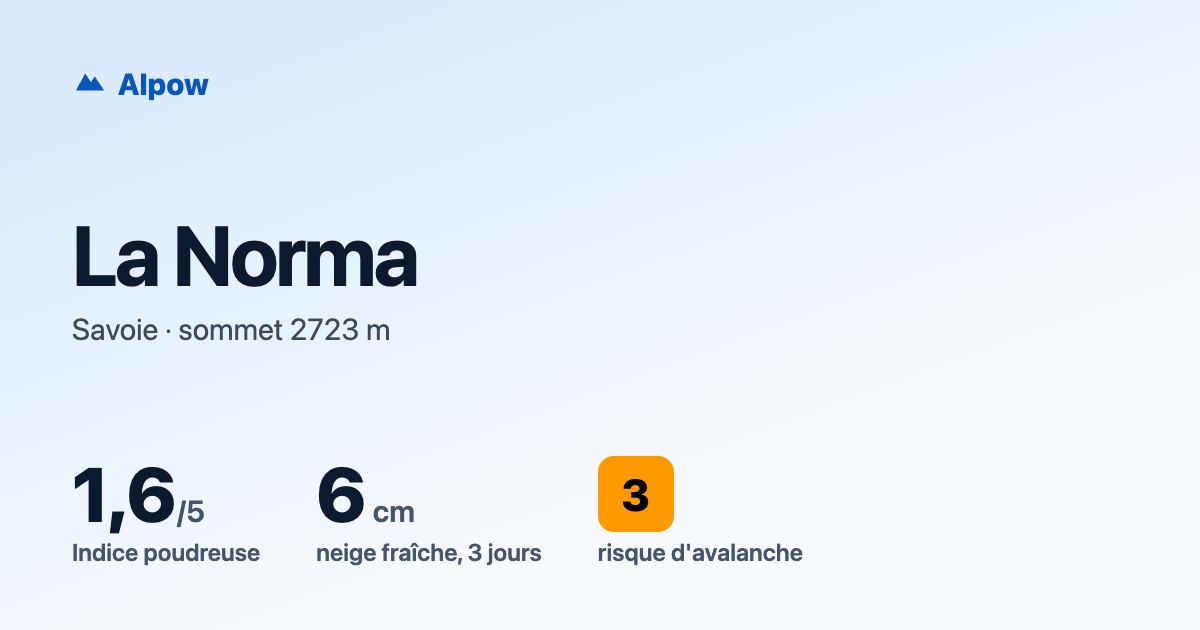 Alpow
La Norma
Savoie · sommet 2723 m
1,6/5
Indice poudreuse
6 cm
neige fraîche, 3 jours
3
risque d'avalanche